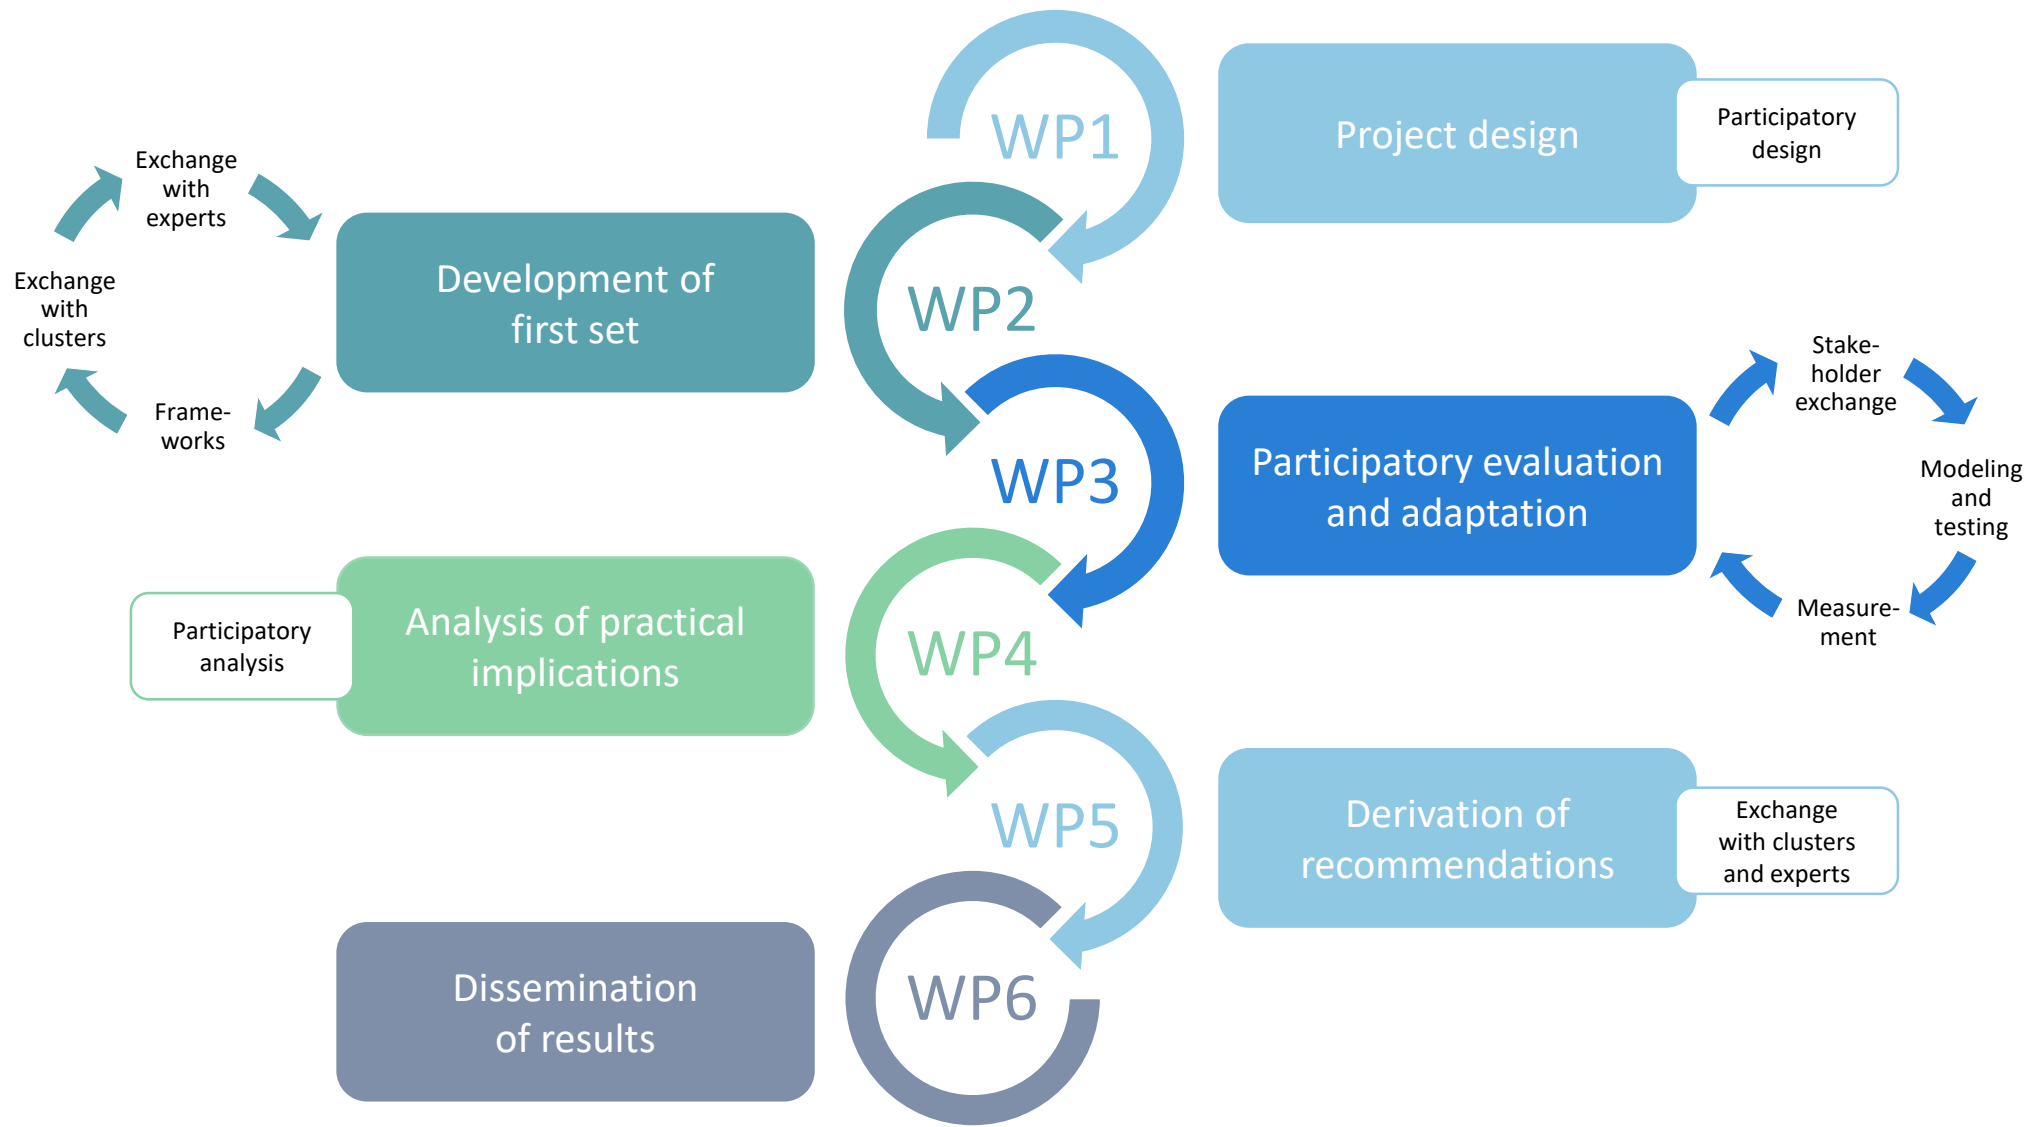 WP1
Project design
Participatory
design
Exchange
with
experts
Exchange
with
clusters
Frame-
works
Development of
first set
WP2
WP3
Participatory evaluation
and adaptation
Stake-
holder
exchange
Modeling
and
testing
Measure-
ment
Participatory
analysis
Analysis of practical
implications
WP4
WP5
Derivation of
recommendations
Exchange
with clusters
and experts
Dissemination
of results
WP6